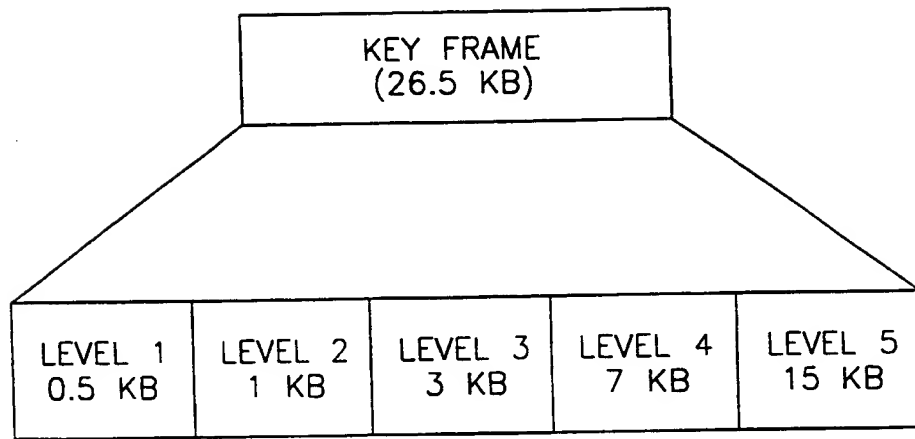 KEY FRAME
(26.5 KB)
LEVEL 1
0.5 KB
LEVEL 2
1 KB
LEVEL 3
3 KB
LEVEL 4
7 KB
LEVEL 5
15 KB